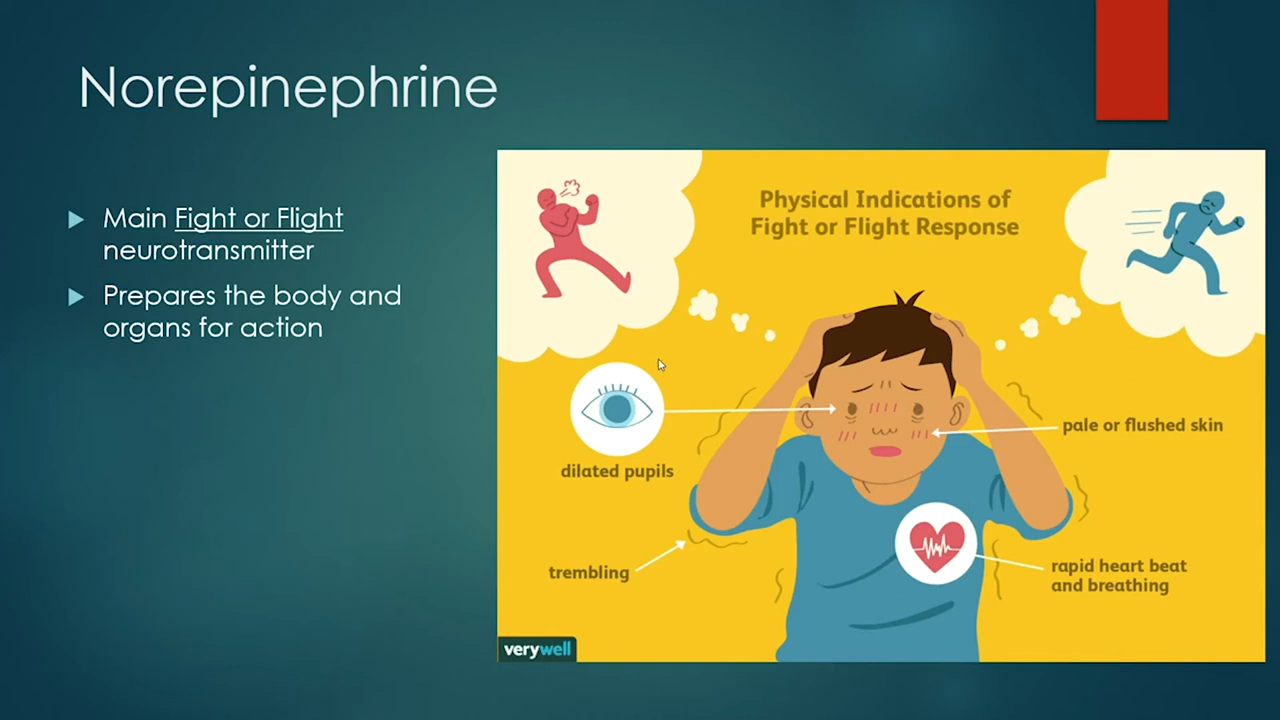 Norepinephrine
Main Fight or Flight
neurotransmitter
Prepares the body and
organs for action
Physical Indications of
Fight or Flight Response
dilated pupils
pale or flushed skin
trembling
rapid heart beat
and breathing
verywell